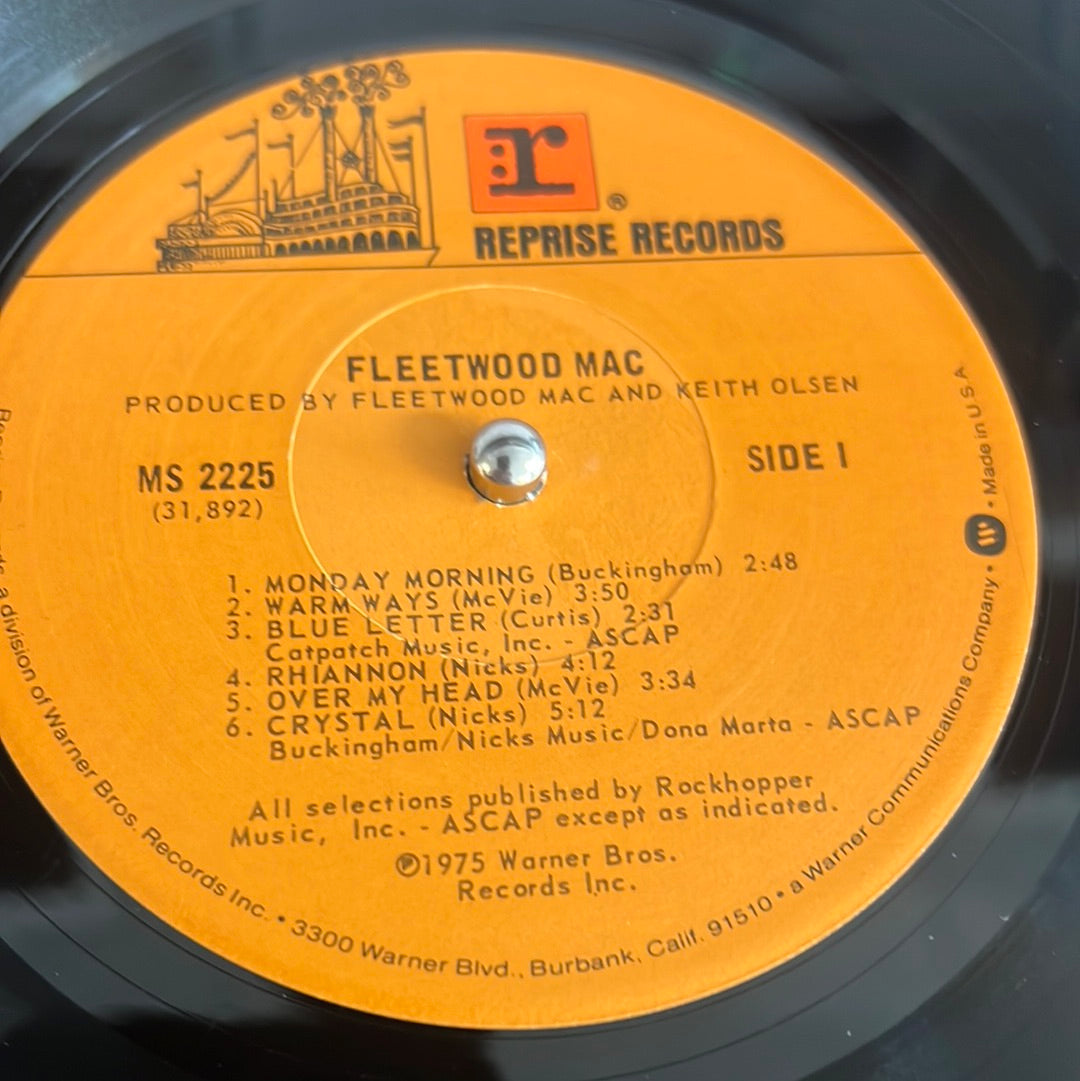 r®
REPRISE RECORDS
FLEETWOOD MAC
PRODUCED BY FLEETWOOD MAC AND KEITH OLSEN
MS 2225
(31,892)
SIDE 1
1. MONDAY MORNING (Buckingham) 2:48
2. WARM WAYS (McVie) 3:50
3. BLUE LETTER (Curtis) 2:31
Catpatch Music, Inc. - ASCAP
4. RHIANNON (Nicks) 4:12
5. OVER MY HEAD (McVie) 3:34
6. CRYSTAL (Nicks) 5:12
Buckingham/Nicks Music/Dona Marta - ASCAP
All selections published by Rockhopper
Music, Inc. - ASCAP except as indicated.
℗1975 Warner Bros.
Records Inc.
a division of Warner Bros. Records Inc. • 3300 Warner Blvd., Burbank, Calif. 91510 • a Warner Communications Company • Made in U.S.A.